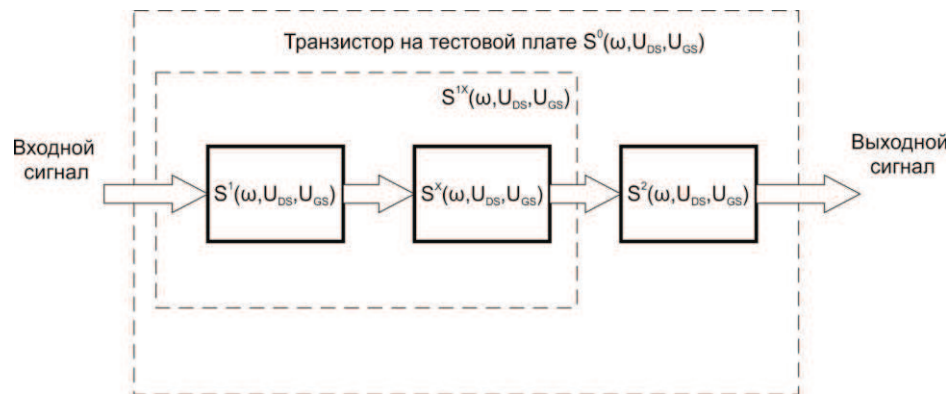 Транзистор на тестовой плате S⁰(ω,U_DS,U_GS)
S¹ˣ(ω,U_DS,U_GS)
Входной
сигнал
S¹(ω,U_DS,U_GS)
Sˣ(ω,U_DS,U_GS)
S²(ω,U_DS,U_GS)
Выходной
сигнал